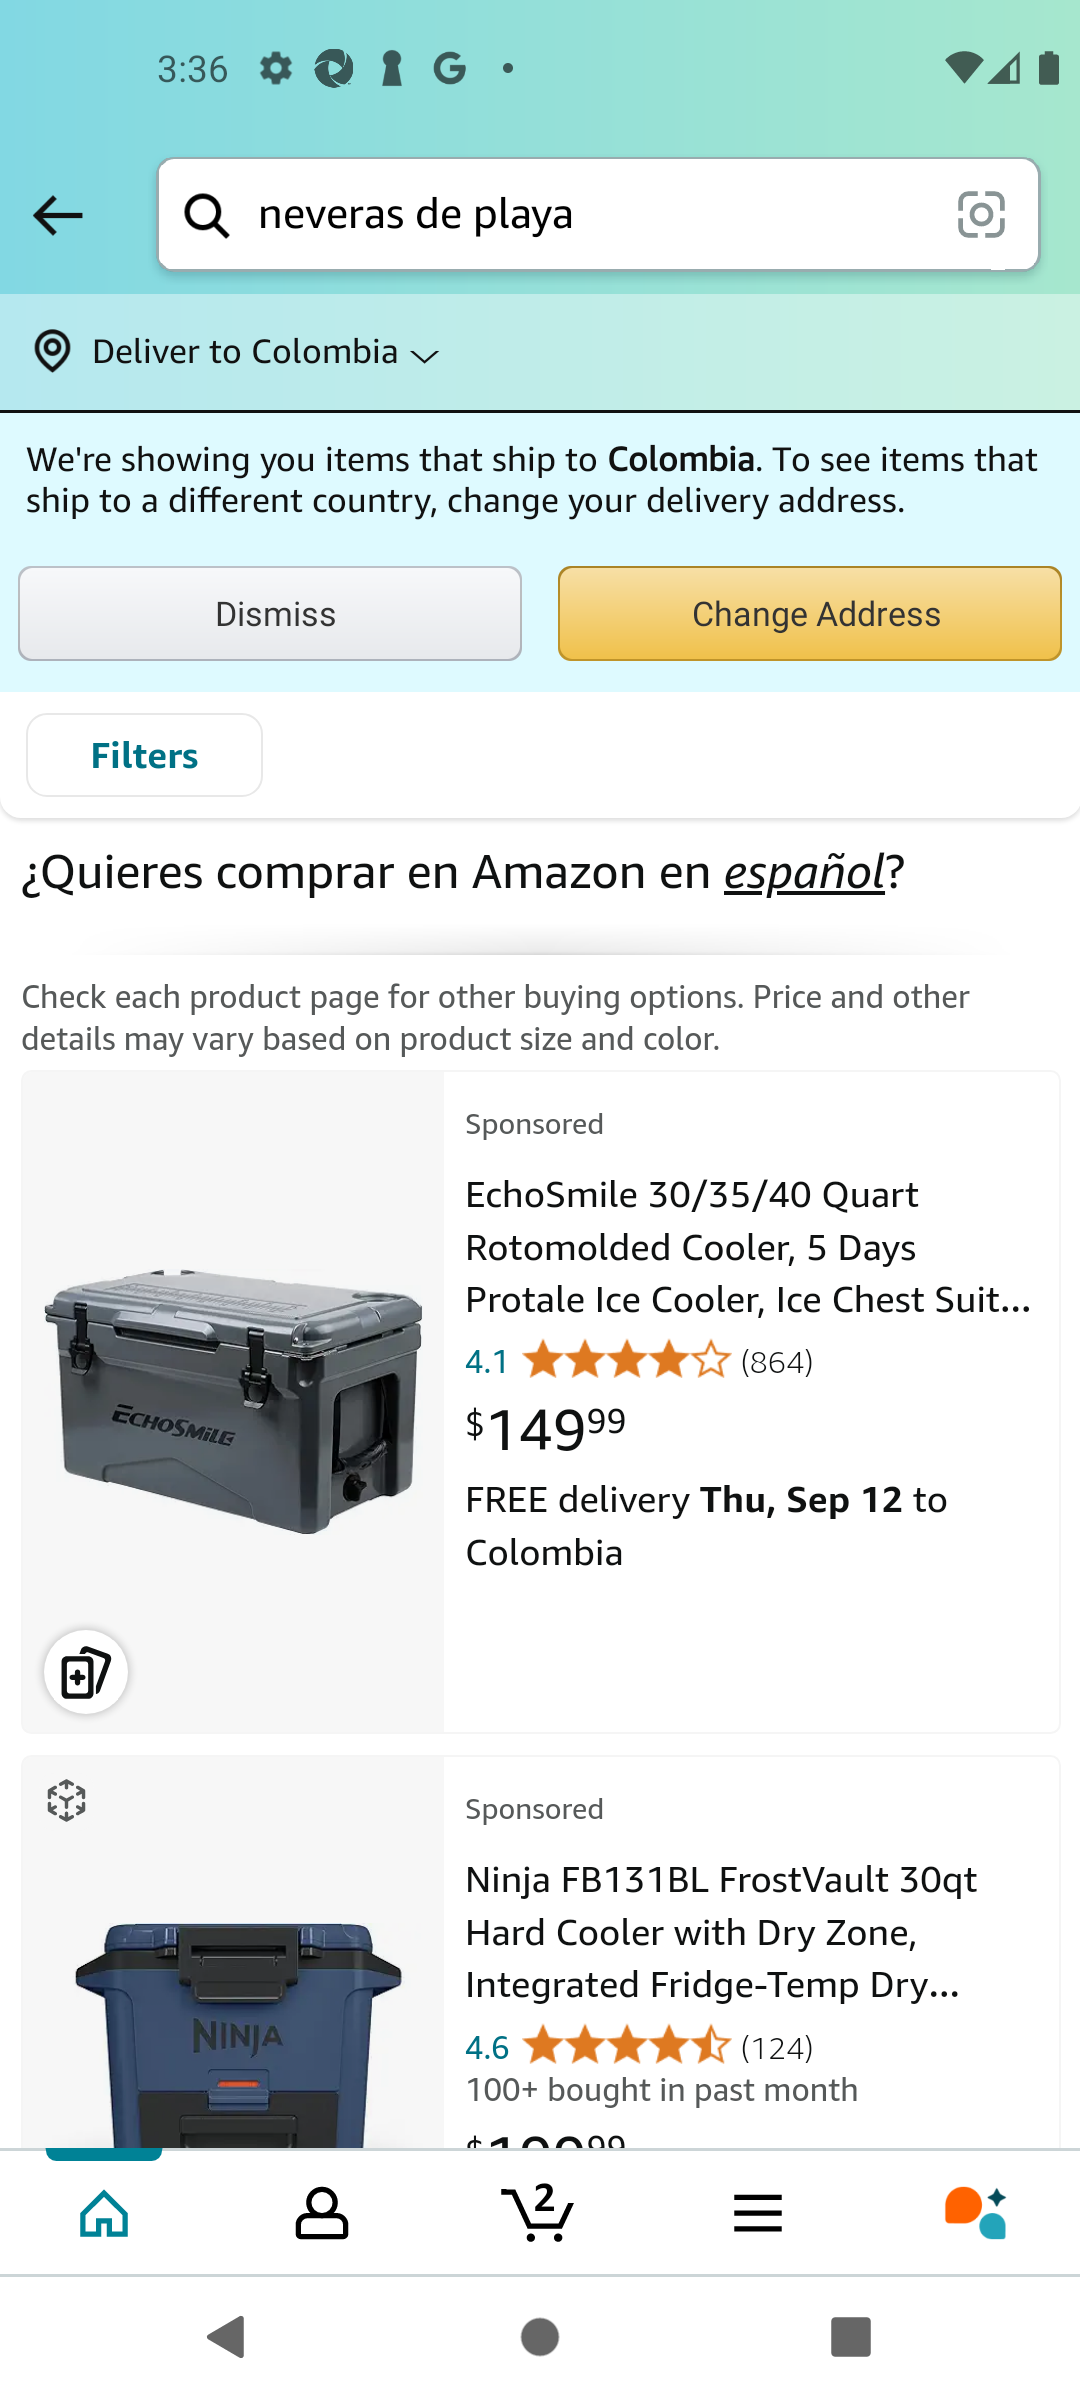 3:36
neveras de playa
Deliver to Colombia
We're showing you items that ship to Colombia. To see items that
ship to a different country, change your delivery address.
Dismiss
Change Address
Filters
¿Quieres comprar en Amazon en español?
Check each product page for other buying options. Price and other
details may vary based on product size and color.
ECHOSMILE
Sponsored
EchoSmile 30/35/40 Quart
Rotomolded Cooler, 5 Days
Protale Ice Cooler, Ice Chest Suit...
4.1 (864)
$149 99
FREE delivery Thu, Sep 12 to
Colombia
NINJA
Sponsored
Ninja FB131BL FrostVault 30qt
Hard Cooler with Dry Zone,
Integrated Fridge-Temp Dry...
4.6 (124)
100+ bought in past month
2